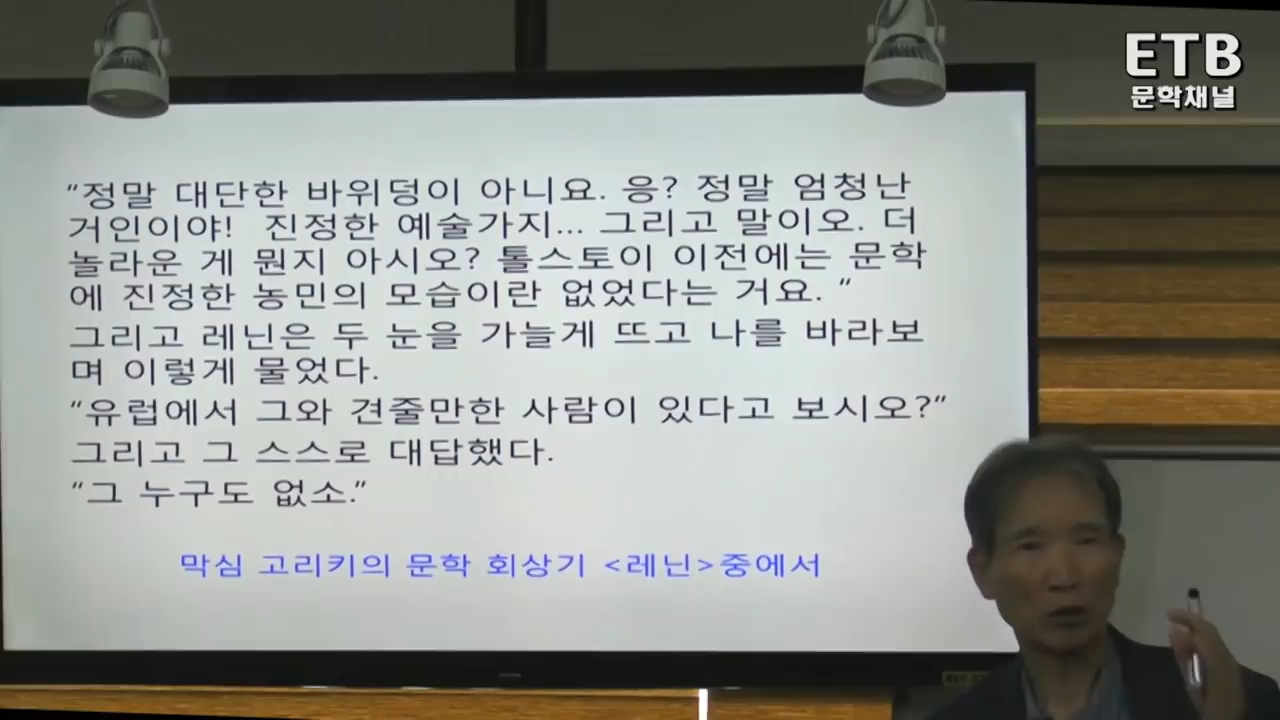 ETB
문학채널
“정말 대단한 바위덩이 아니요. 응? 정말 엄청난
거인이야! 진정한 예술가지... 그리고 말이오. 더
놀라운 게 뭔지 아시오? 톨스토이 이전에는 문학
에 진정한 농민의 모습이란 없었다는 거요. “
그리고 레닌은 두 눈을 가늘게 뜨고 나를 바라보
며 이렇게 물었다.
“유럽에서 그와 견줄만한 사람이 있다고 보시오?”
그리고 그 스스로 대답했다.
“그 누구도 없소.”
막심 고리키의 문학 회상기 <레닌>중에서